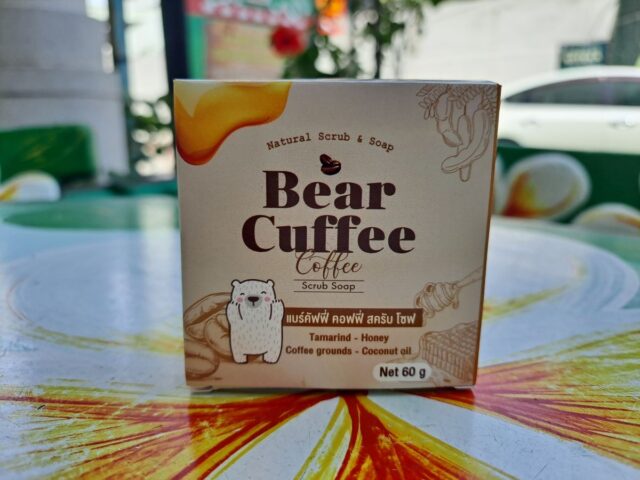 Natural Scrub & Soap
Bear
Cuffee
Coffee
Scrub Soap
แบร์คัฟฟี่ คอฟฟี่ สครับ โซฟ
Tamarind - Honey
Coffee grounds - Coconut oil
Net 60 g